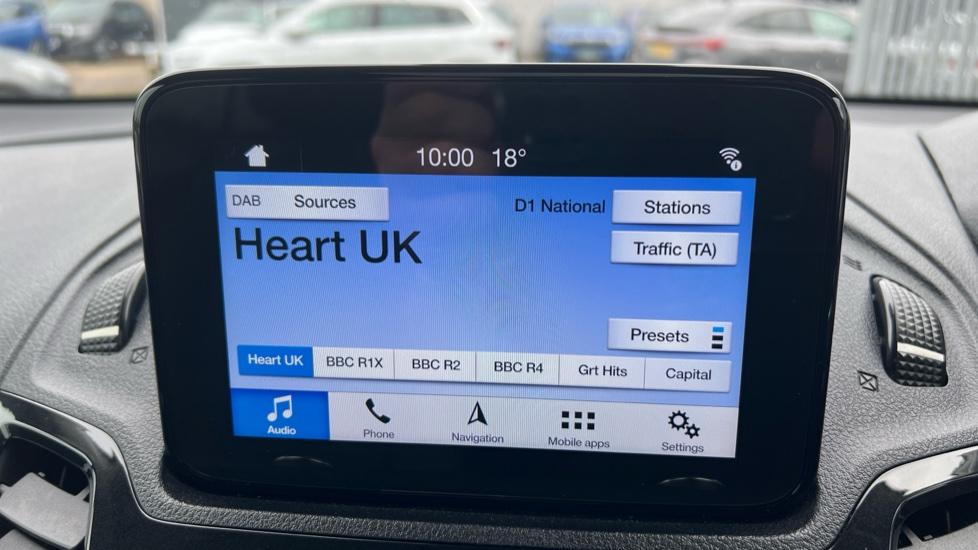 10:00 18°
DAB Sources
D1 National
Stations
Heart UK
Traffic (TA)
Presets
Heart UK
BBC R1X
BBC R2
BBC R4
Grt Hits
Capital
Audio
Phone
Navigation
Mobile apps
Settings